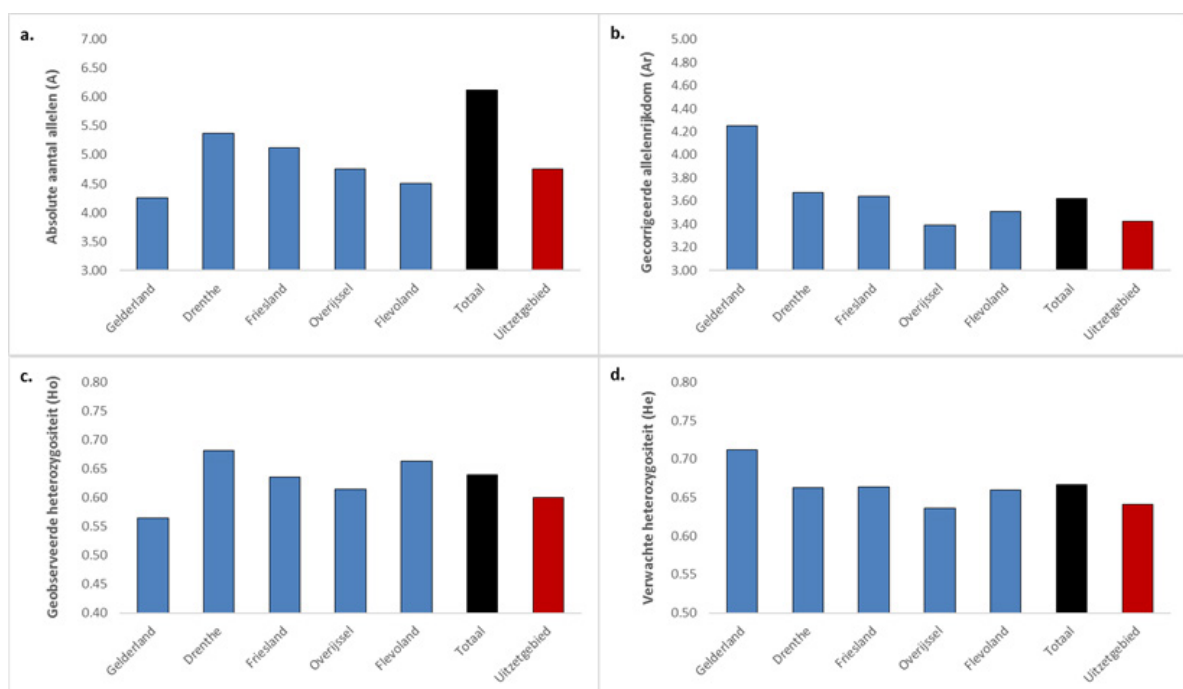 a.
Absolute aantal allelen (A)
7.00
6.50
6.00
5.50
5.00
4.50
4.00
3.50
3.00
Gelderland
Drenthe
Friesland
Overijssel
Flevoland
Totaal
Uitzetgebied
b.
Gecorrigeerde allelenrijkdom (Ar)
5.00
4.80
4.60
4.40
4.20
4.00
3.80
3.60
3.40
3.20
3.00
Gelderland
Drenthe
Friesland
Overijssel
Flevoland
Totaal
Uitzetgebied
c.
Geobserveerde heterozygositeit (Ho)
0.80
0.75
0.70
0.65
0.60
0.55
0.50
0.45
0.40
Gelderland
Drenthe
Friesland
Overijssel
Flevoland
Totaal
Uitzetgebied
d.
Verwachte heterozygositeit (He)
0.80
0.75
0.70
0.65
0.60
0.55
0.50
Gelderland
Drenthe
Friesland
Overijssel
Flevoland
Totaal
Uitzetgebied